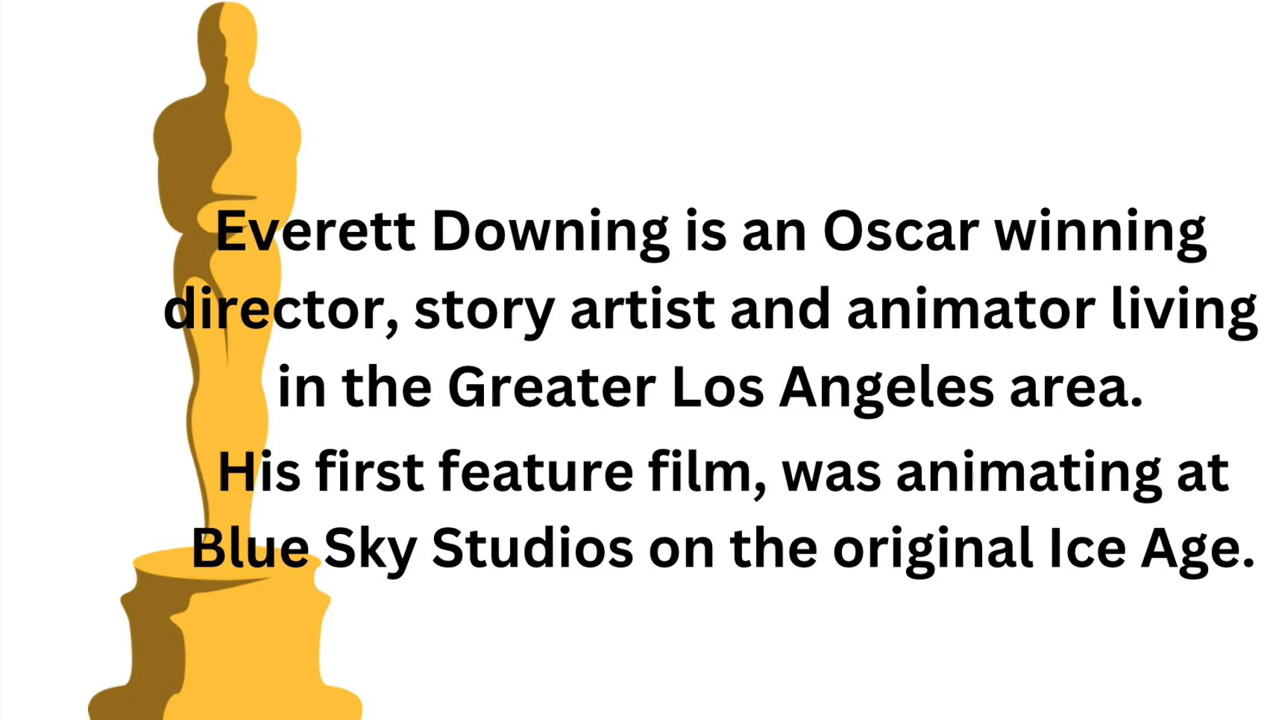 Everett Downing is an Oscar winning
director, story artist and animator living
in the Greater Los Angeles area.
His first feature film, was animating at
Blue Sky Studios on the original Ice Age.